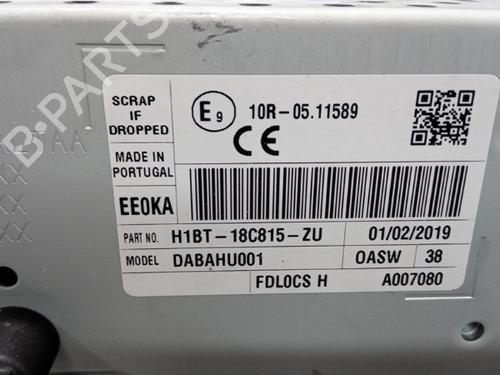 SCRAP
IF
DROPPED
E9 10R-05.11589
CE
MADE IN
PORTUGAL
EE0KA
PART NO. H1BT-18C815-ZU 01/02/2019
MODEL DABAHU001 OASW 38
FDLOCS H A007080
B-Parts